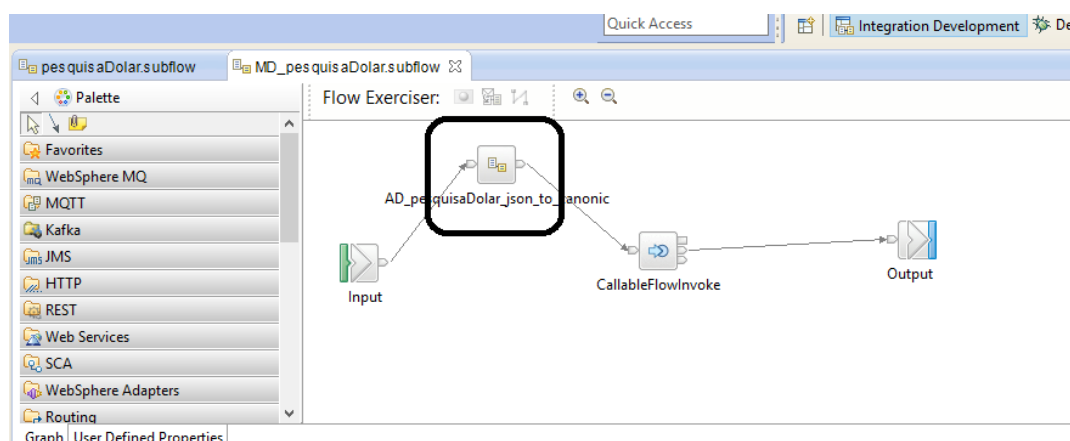 Quick Access
Integration Development
De
pesquisaDolar.subflow
MD_pesquisaDolar.subflow
Palette
Flow Exerciser:
Favorites
WebSphere MQ
MQTT
Kafka
JMS
HTTP
REST
Web Services
SCA
WebSphere Adapters
Routing
Graph
User Defined Properties
AD_pesquisaDolar_json_to_canonic
Input
CallableFlowInvoke
Output